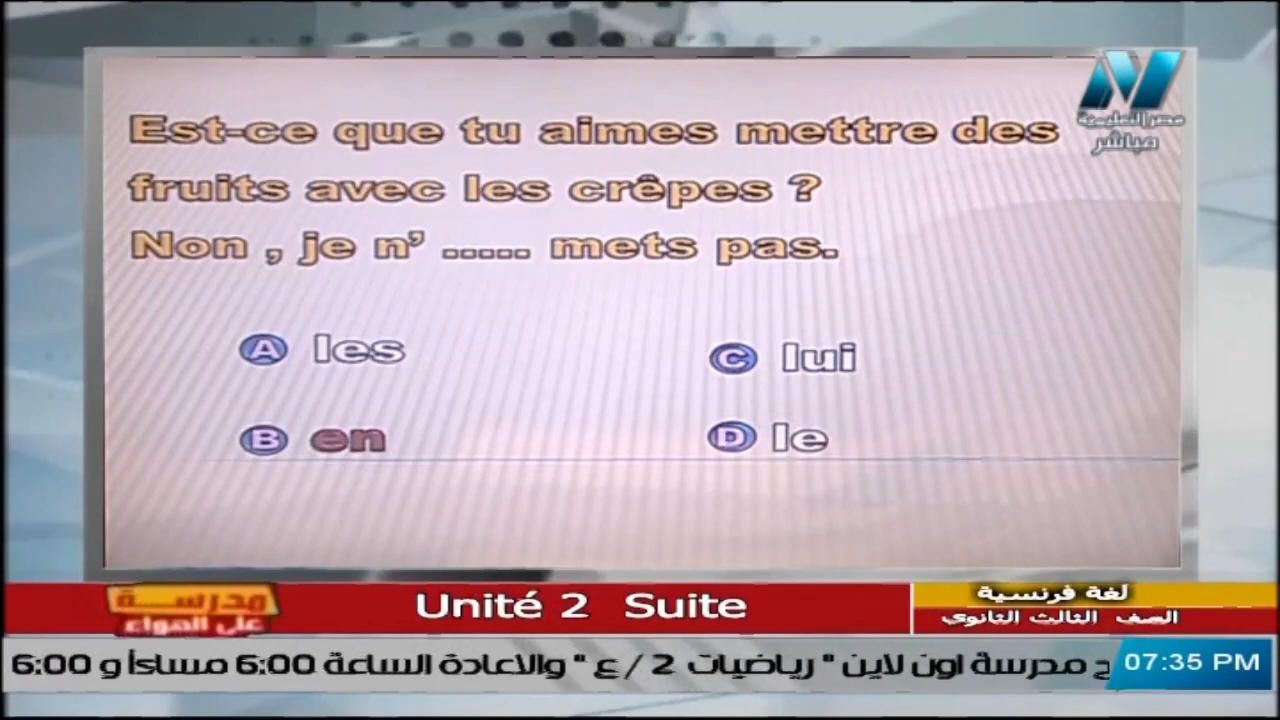 Est-ce que tu aimes mettre des
fruits avec les crêpes ?
Non , je n’ ..... mets pas.
A les
C lui
B en
D le
مصر التعليمية
مباشر
مدرسة
على الهواء
Unité 2 Suite
لغة فرنسية
الصف الثالث الثانوى
ح مدرسة اون لاين " رياضيات 2 / ع " والاعادة الساعة 6:00 مساءاً و 6:00
07:35 PM